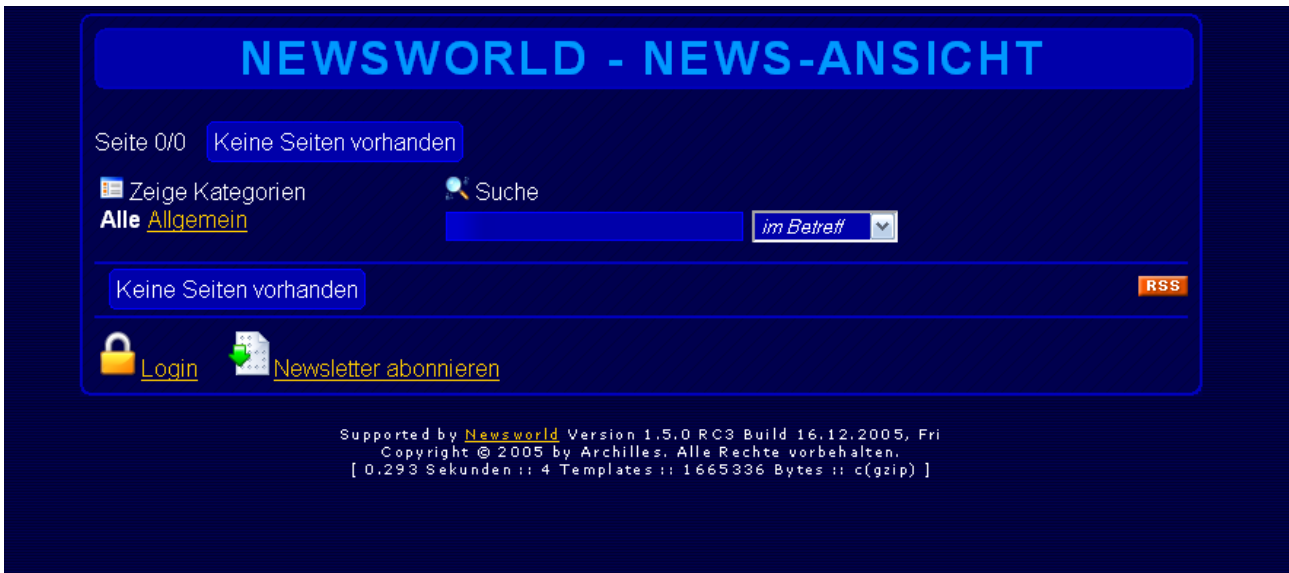 NEWSWORLD - NEWS-ANSICHT
Seite 0/0 Keine Seiten vorhanden
Zeige Kategorien Suche
Alle Allgemein im Betreff
Keine Seiten vorhanden RSS
Login Newsletter abonnieren
Supported by Newsworld Version 1.5.0 RC3 Build 16.12.2005, Fri
Copyright © 2005 by Archilles. Alle Rechte vorbehalten.
[ 0.293 Sekunden :: 4 Templates :: 1665336 Bytes :: c(gzip) ]